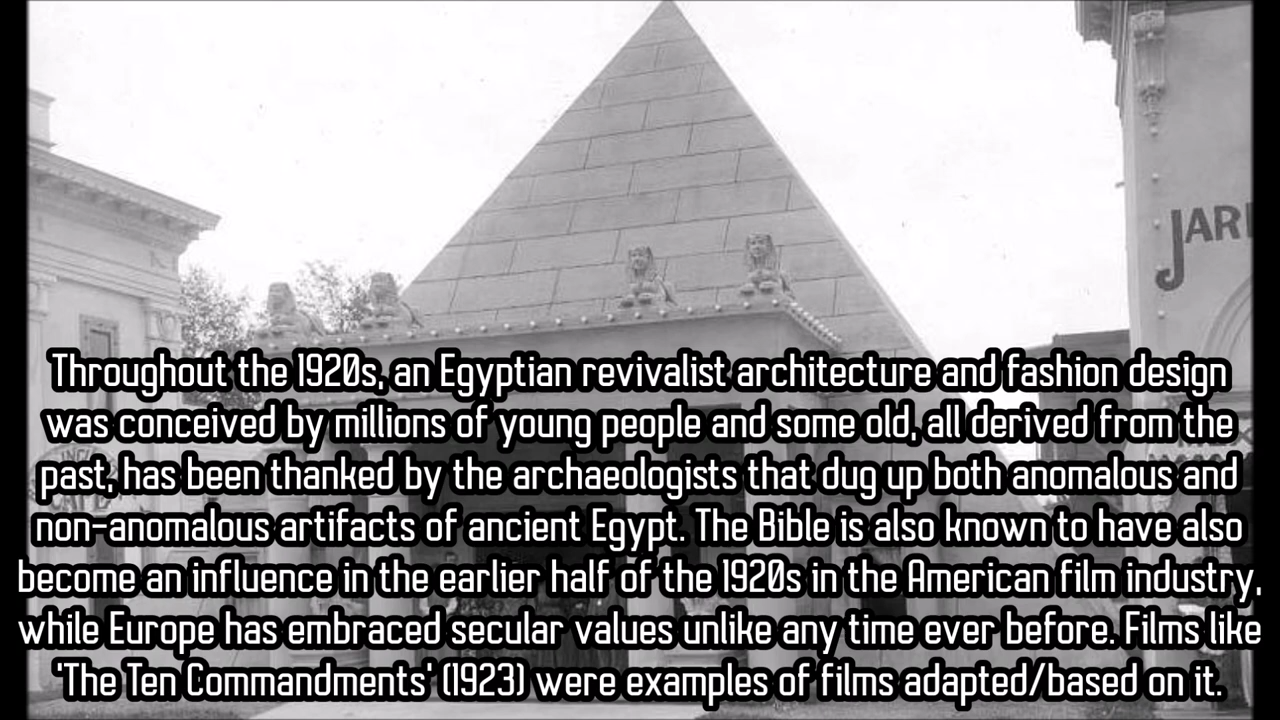 JAR
Throughout the 1920s, an Egyptian revivalist architecture and fashion design
was conceived by millions of young people and some old, all derived from the
past, has been thanked by the archaeologists that dug up both anomalous and
non-anomalous artifacts of ancient Egypt. The Bible is also known to have also
become an influence in the earlier half of the 1920s in the American film industry,
while Europe has embraced secular values unlike any time ever before. Films like
'The Ten Commandments' (1923) were examples of films adapted/based on it.